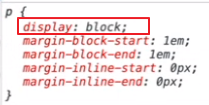 p {
display: block;
margin-block-start: 1em;
margin-block-end: 1em;
margin-inline-start: 0px;
margin-inline-end: 0px;
}